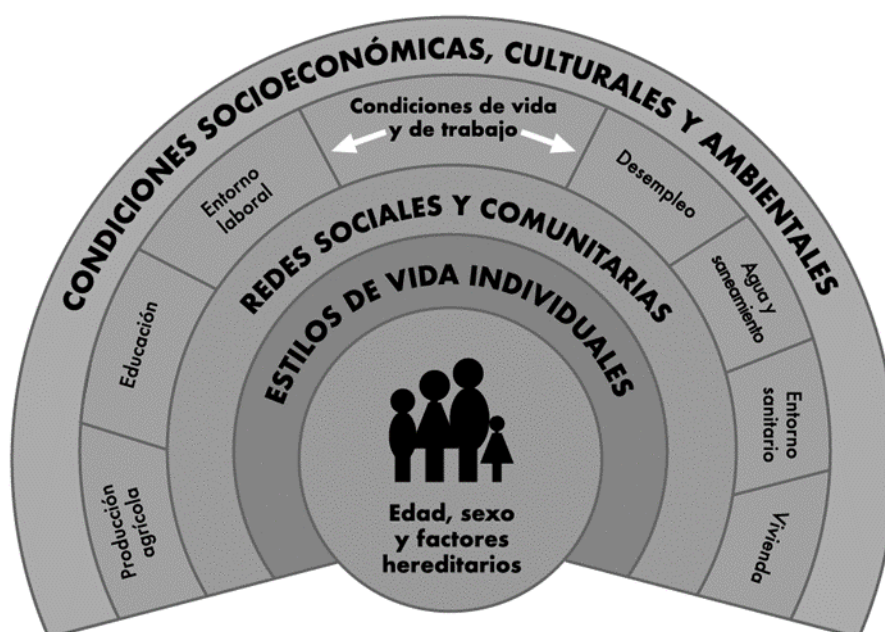 CONDICIONES SOCIOECONÓMICAS, CULTURALES Y AMBIENTALES
Condiciones de vida
y de trabajo
Entorno
laboral
Desempleo
REDES SOCIALES Y COMUNITARIAS
Educación
Agua y
saneamiento
ESTILOS DE VIDA INDIVIDUALES
Producción
agrícola
Entorno
sanitario
Vivienda
Edad, sexo
y factores
hereditarios